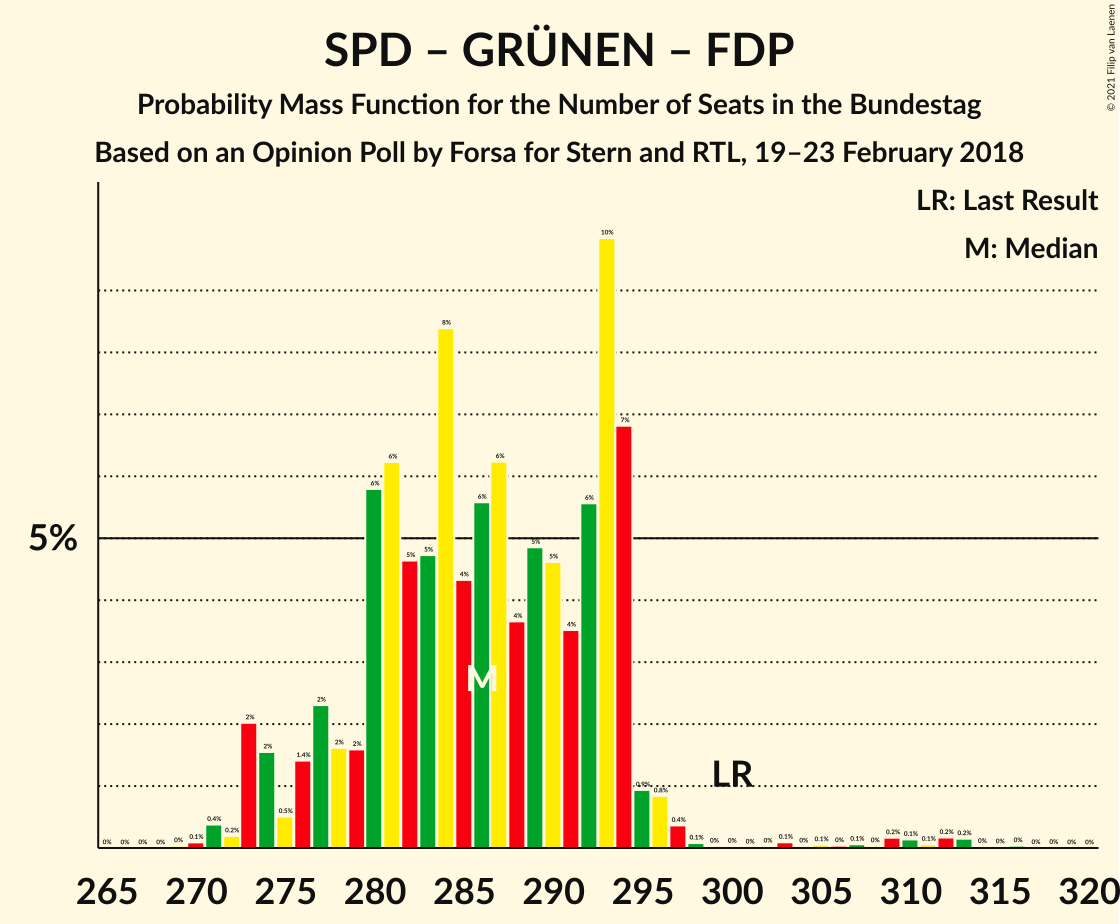 SPD – GRÜNEN – FDP
Probability Mass Function for the Number of Seats in the Bundestag
Based on an Opinion Poll by Forsa for Stern and RTL, 19–23 February 2018
© 2021 Filip van Laenen
LR: Last Result
M: Median
5%
0% 0% 0% 0% 0% 0.1% 0.4% 0.2% 2% 2% 0.5% 1.4% 2% 2% 2% 6% 6% 5% 5% 8% 4% 6% 6% 4% 5% 5% 4% 6% 10% 7% 0.9% 0.8% 0.4% 0.1% 0% 0% 0% 0% 0.1% 0% 0.1% 0% 0.1% 0% 0.2% 0.1% 0.1% 0.2% 0.2% 0% 0% 0% 0% 0% 0% 0%
M
LR
265 270 275 280 285 290 295 300 305 310 315 320